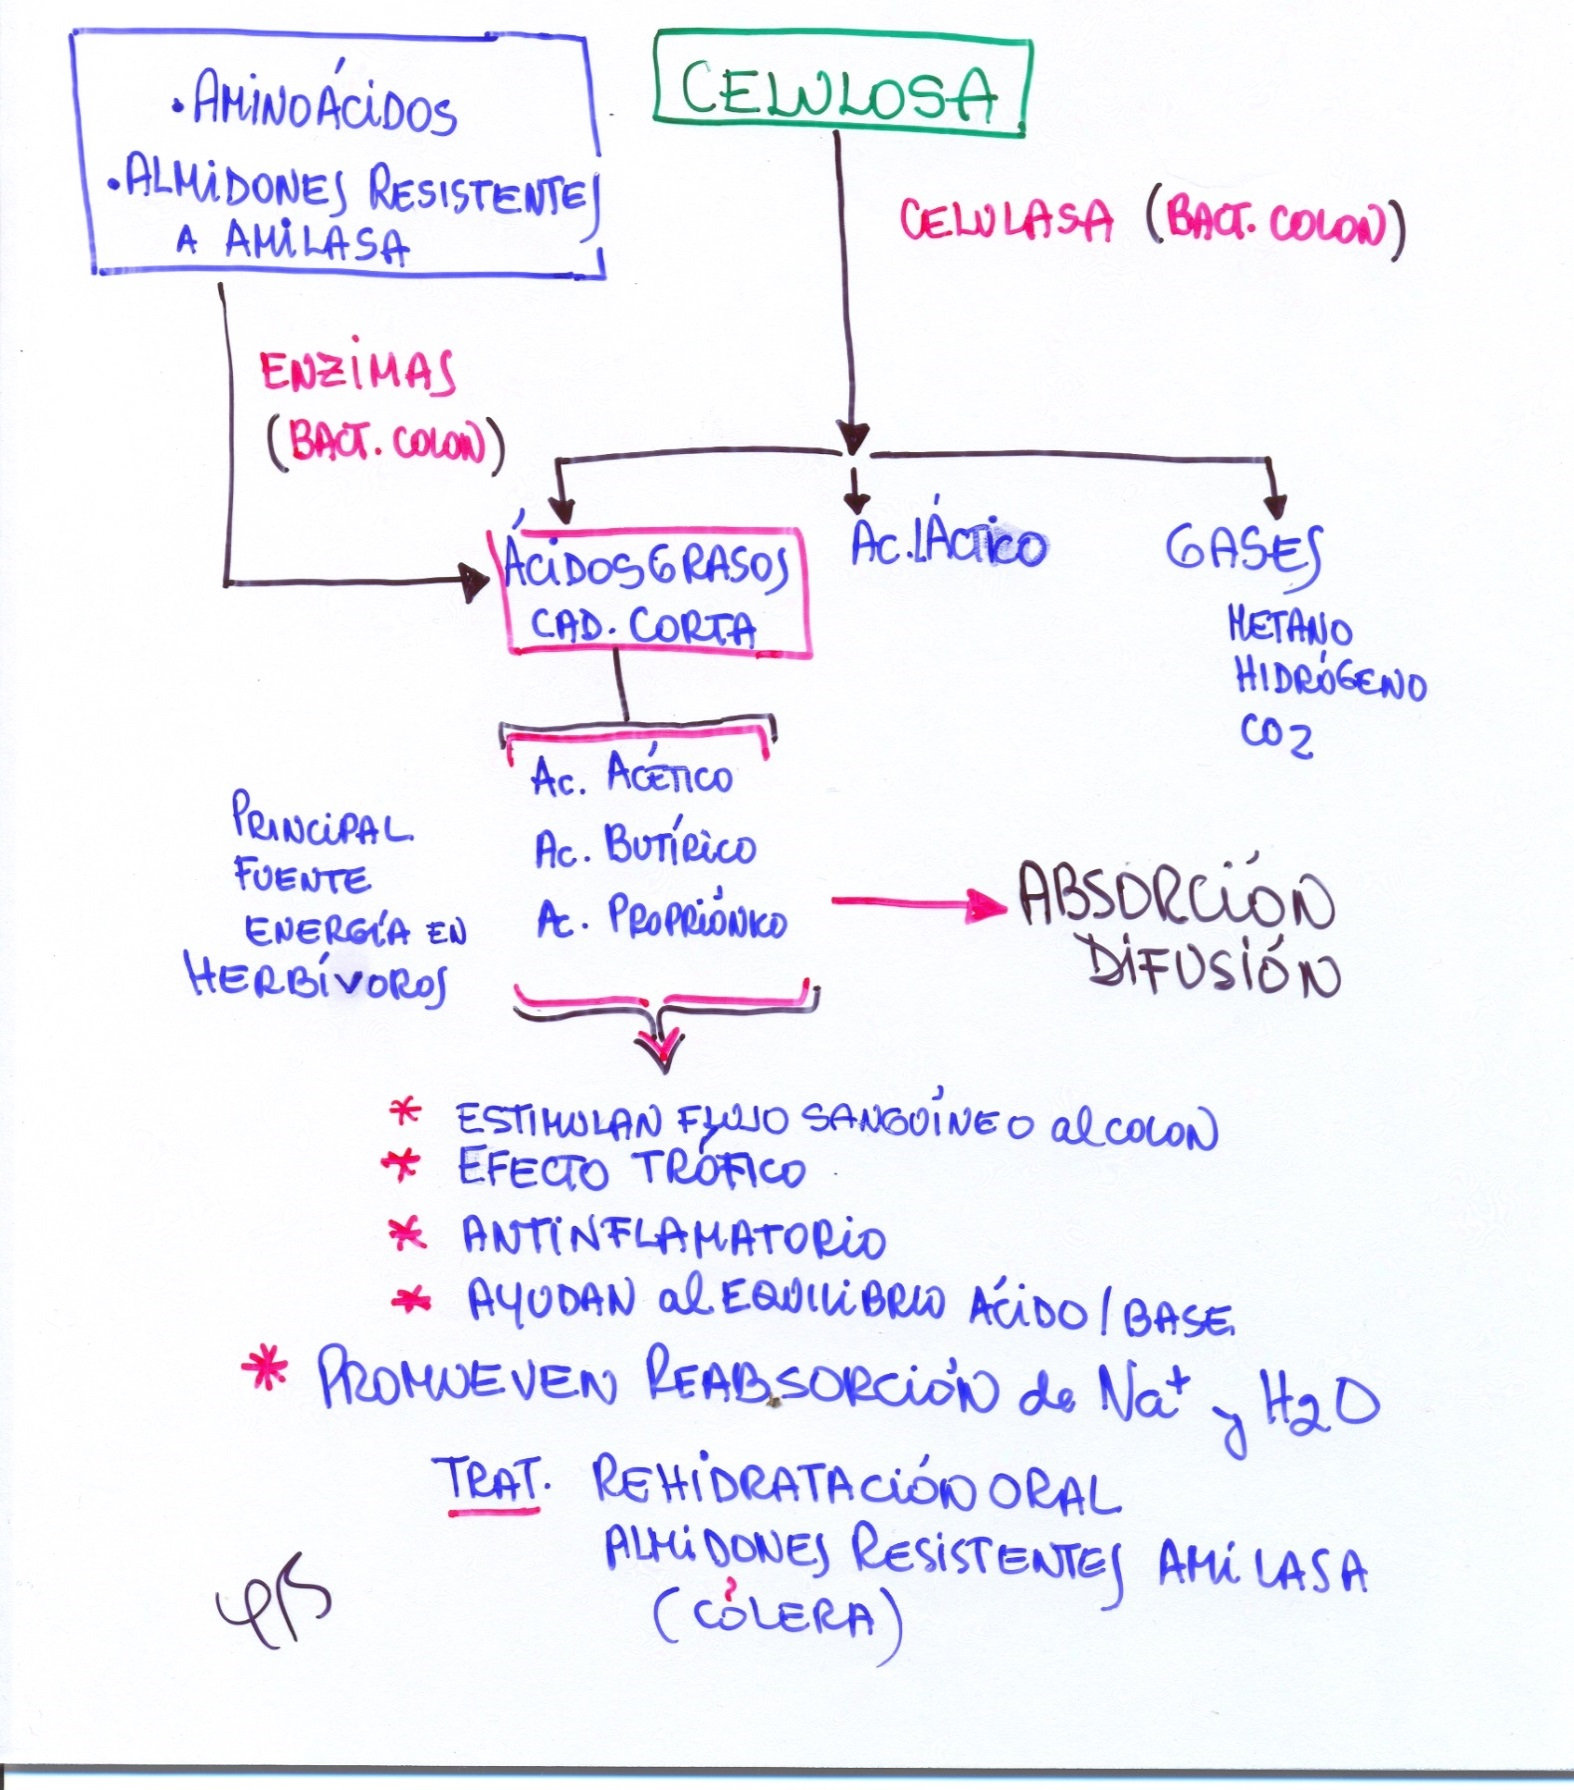 • AMINOÁCIDOS
• ALMIDONES RESISTENTES
A AMILASA
CELULOSA
CELULASA (BACT. COLON)
ENZIMAS
(BACT. COLON)
ÁCIDOS GRASOS
CAD. CORTA
AC. LÁCTICO
GASES
METANO
HIDRÓGENO
CO2
AC. ACÉTICO
AC. BUTÍRICO
AC. PROPRIÓNICO
PRINCIPAL
FUENTE
ENERGÍA EN
HERBÍVOROS
ABSORCIÓN
DIFUSIÓN
* ESTIMULAN FLUJO SANGUÍNEO al COLON
* EFECTO TRÓFICO
* ANTINFLAMATORIO
* AYUDAN al EQUILIBRIO ÁCIDO/BASE
* PROMUEVEN REABSORCIÓN de Na+ y H2O
TRAT. REHIDRATACIÓN ORAL
ALMIDONES RESISTENTES AMILASA
(CÓLERA)